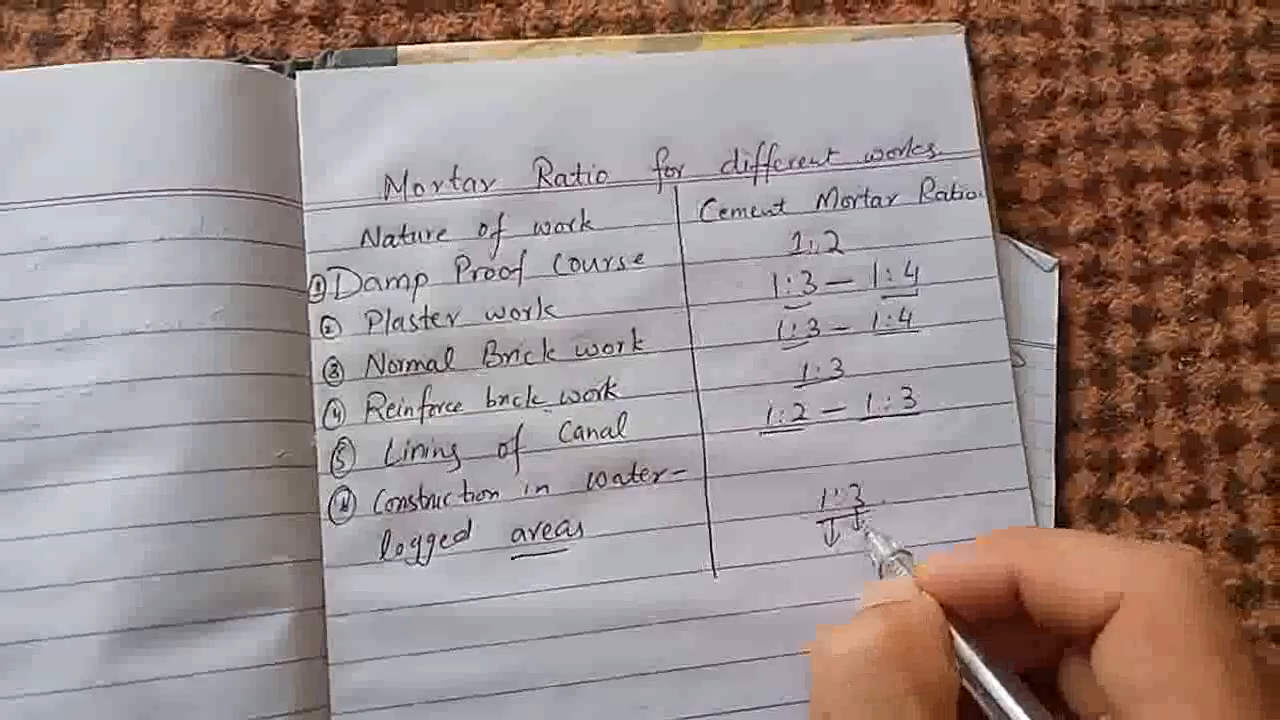 Mortar Ratio for different works
Nature of work Cement Mortar Ratio
① Damp Proof Course 1:2
② Plaster work 1:3 – 1:4
③ Normal Brick work 1:3 – 1:4
④ Reinforce brick work 1:3
⑤ Lining of Canal 1:2 – 1:3
Construction in water-
logged areas 1:3